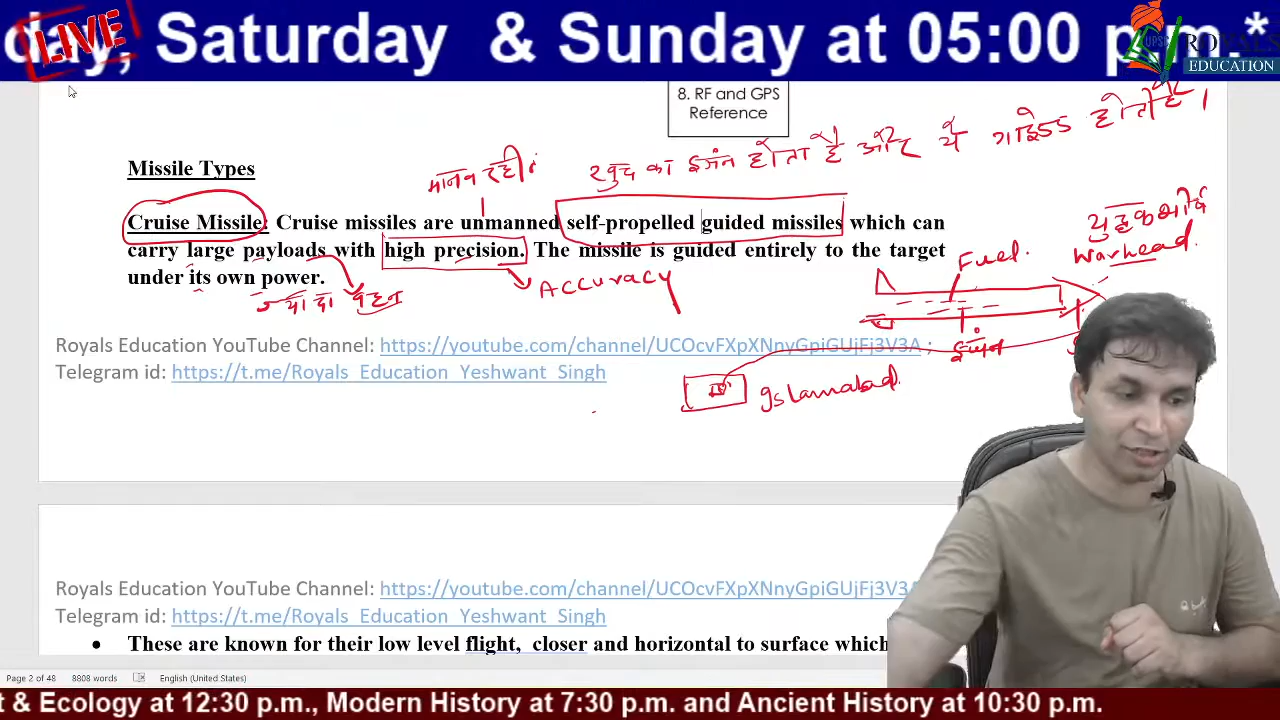 day, Saturday & Sunday at 05:00 p.m.*
LIVE
UPSC
ROYALS
EDUCATION
8. RF and GPS
Reference
खुद का इंजन होता है और ये गाइडेड होती है।
Missile Types
मानव रहित
Cruise Missile: Cruise missiles are unmanned self-propelled guided missiles which can
carry large payloads with high precision. The missile is guided entirely to the target
under its own power.
ज्यादा वहन
Accuracy
Fuel.
Warhead.
इंजन
Islamabad.
Royals Education YouTube Channel: https://youtube.com/channel/UCOcvFXpXNnyGpiGUjFj3V3A ;
Telegram id: https://t.me/Royals_Education_Yeshwant_Singh
Royals Education YouTube Channel: https://youtube.com/channel/UCOcvFXpXNnyGpiGUjFj3V3A
Telegram id: https://t.me/Royals_Education_Yeshwant_Singh
• These are known for their low level flight, closer and horizontal to surface which
Page 2 of 48 8808 words English (United States)
t & Ecology at 12:30 p.m., Modern History at 7:30 p.m. and Ancient History at 10:30 p.m.